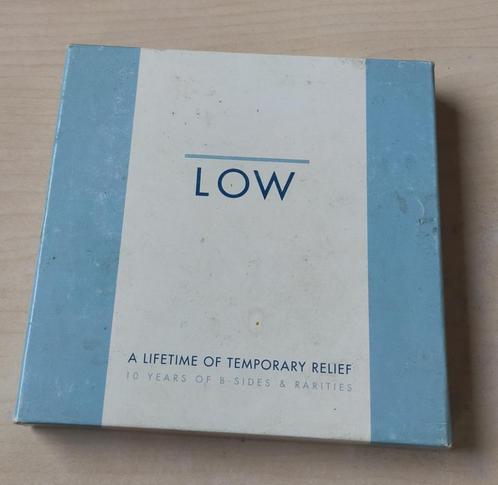 LOW
A LIFETIME OF TEMPORARY RELIEF
10 YEARS OF B-SIDES & RARITIES